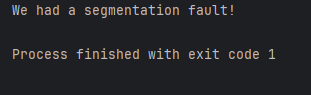 We had a segmentation fault!
Process finished with exit code 1